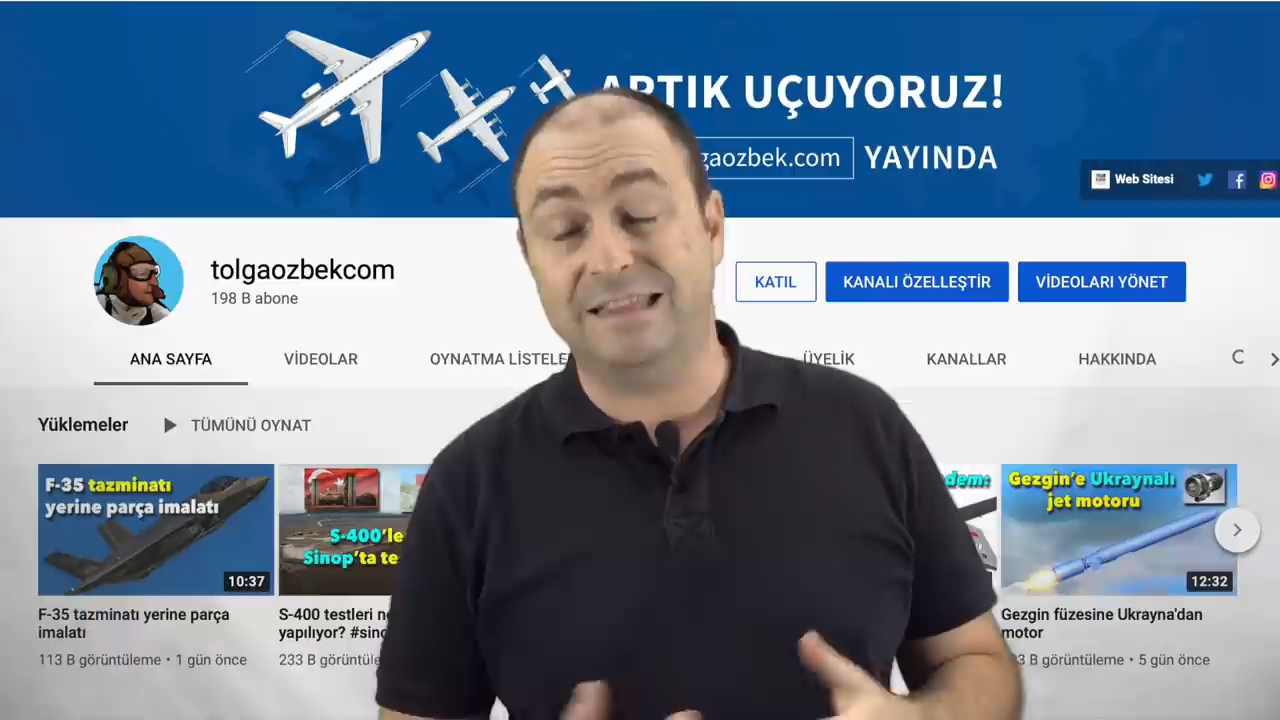 ARTIK UÇUYORUZ!
gaozbek.com YAYINDA
Web Sitesi
tolgaozbekcom
198 B abone
KATIL
KANALI ÖZELLEŞTİR
VİDEOLARI YÖNET
ANA SAYFA
VİDEOLAR
OYNATMA LİSTELE
ÜYELİK
KANALLAR
HAKKINDA
Yüklemeler
TÜMÜNÜ OYNAT
F-35 tazminatı
yerine parça imalatı
10:37
S-400'le
Sinop'ta te
dem:
Gezgin'e Ukraynalı
jet motoru
12:32
F-35 tazminatı yerine parça
imalatı
113 B görüntüleme • 1 gün önce
S-400 testleri ne
yapılıyor? #sino
233 B görüntüle
Gezgin füzesine Ukrayna'dan
motor
3 B görüntüleme • 5 gün önce